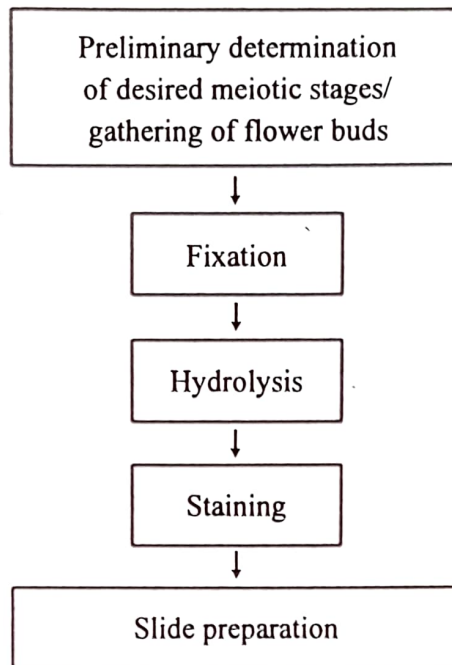 Preliminary determination
of desired meiotic stages/
gathering of flower buds
Fixation
Hydrolysis
Staining
Slide preparation